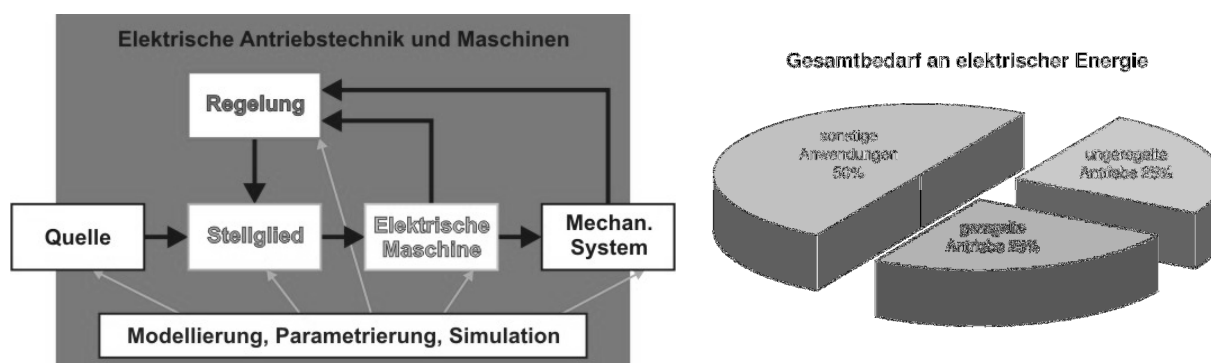 Elektrische Antriebstechnik und Maschinen
Regelung
Quelle
Stellglied
Elektrische
Maschine
Mechan.
System
Modellierung, Parametrierung, Simulation
Gesamtbedarf an elektrischer Energie
sonstige
Anwendungen
50%
ungeregelte
Antriebe 25%
geregelte
Antriebe 25%